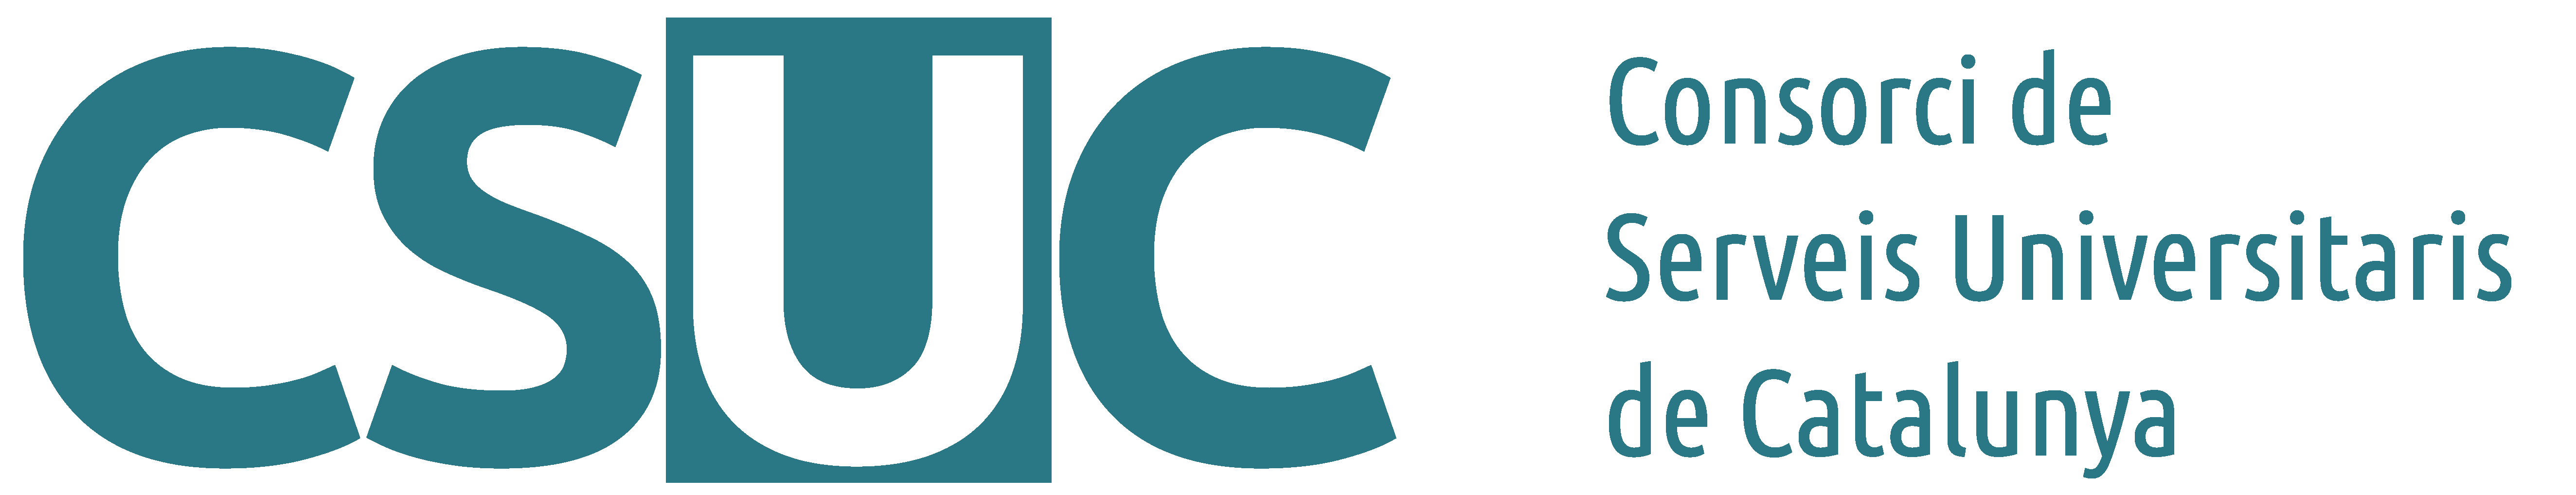 CSUC
Consorci de
Serveis Universitaris
de Catalunya